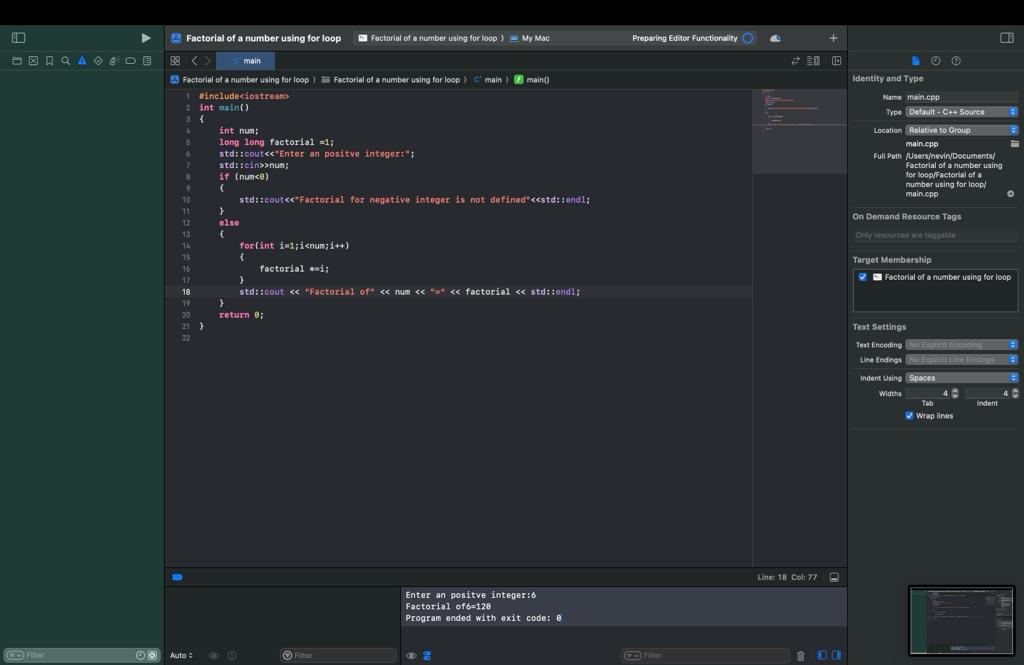 Factorial of a number using for loop
Factorial of a number using for loop ⟩ My Mac
Preparing Editor Functionality
main
Factorial of a number using for loop ⟩ Factorial of a number using for loop ⟩ main ⟩ main()
1 #include<iostream>
2 int main()
3 {
4 int num;
5 long long factorial =1;
6 std::cout<<"Enter an positve integer:";
7 std::cin>>num;
8 if (num<0)
9 {
10 std::cout<<"Factorial for negative integer is not defined"<<std::endl;
11 }
12 else
13 {
14 for(int i=1;i<num;i++)
15 {
16 factorial *=i;
17 }
18 std::cout << "Factorial of" << num << "=" << factorial << std::endl;
19 }
20 return 0;
21 }
22
Line: 18 Col: 77
Enter an positve integer:6
Factorial of6=120
Program ended with exit code: 0
Filter
Auto
Filter
Filter
Identity and Type
Name main.cpp
Type Default - C++ Source
Location Relative to Group
main.cpp
Full Path /Users/nevin/Documents/
Factorial of a number using
for loop/Factorial of a
number using for loop/
main.cpp
On Demand Resource Tags
Only resources are taggable
Target Membership
Factorial of a number using for loop
Text Settings
Text Encoding No Explicit Encoding
Line Endings No Explicit Line Endings
Indent Using Spaces
Widths 4 4
Tab Indent
Wrap lines